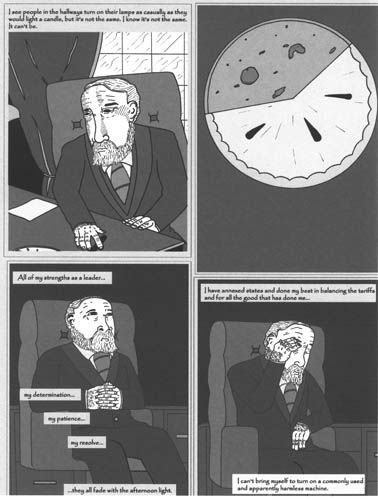 I see people in the hallways turn on their lamps as casually as they
would light a candle, but it's not the same. I know it's not the same.
It can't be.
All of my strengths as a leader...
my determination...
my patience...
my resolve...
...they all fade with the afternoon light.
I have annexed states and done my best in balancing the tariffs
and for all the good that has done me...
I can't bring myself to turn on a commonly used
and apparently harmless machine.